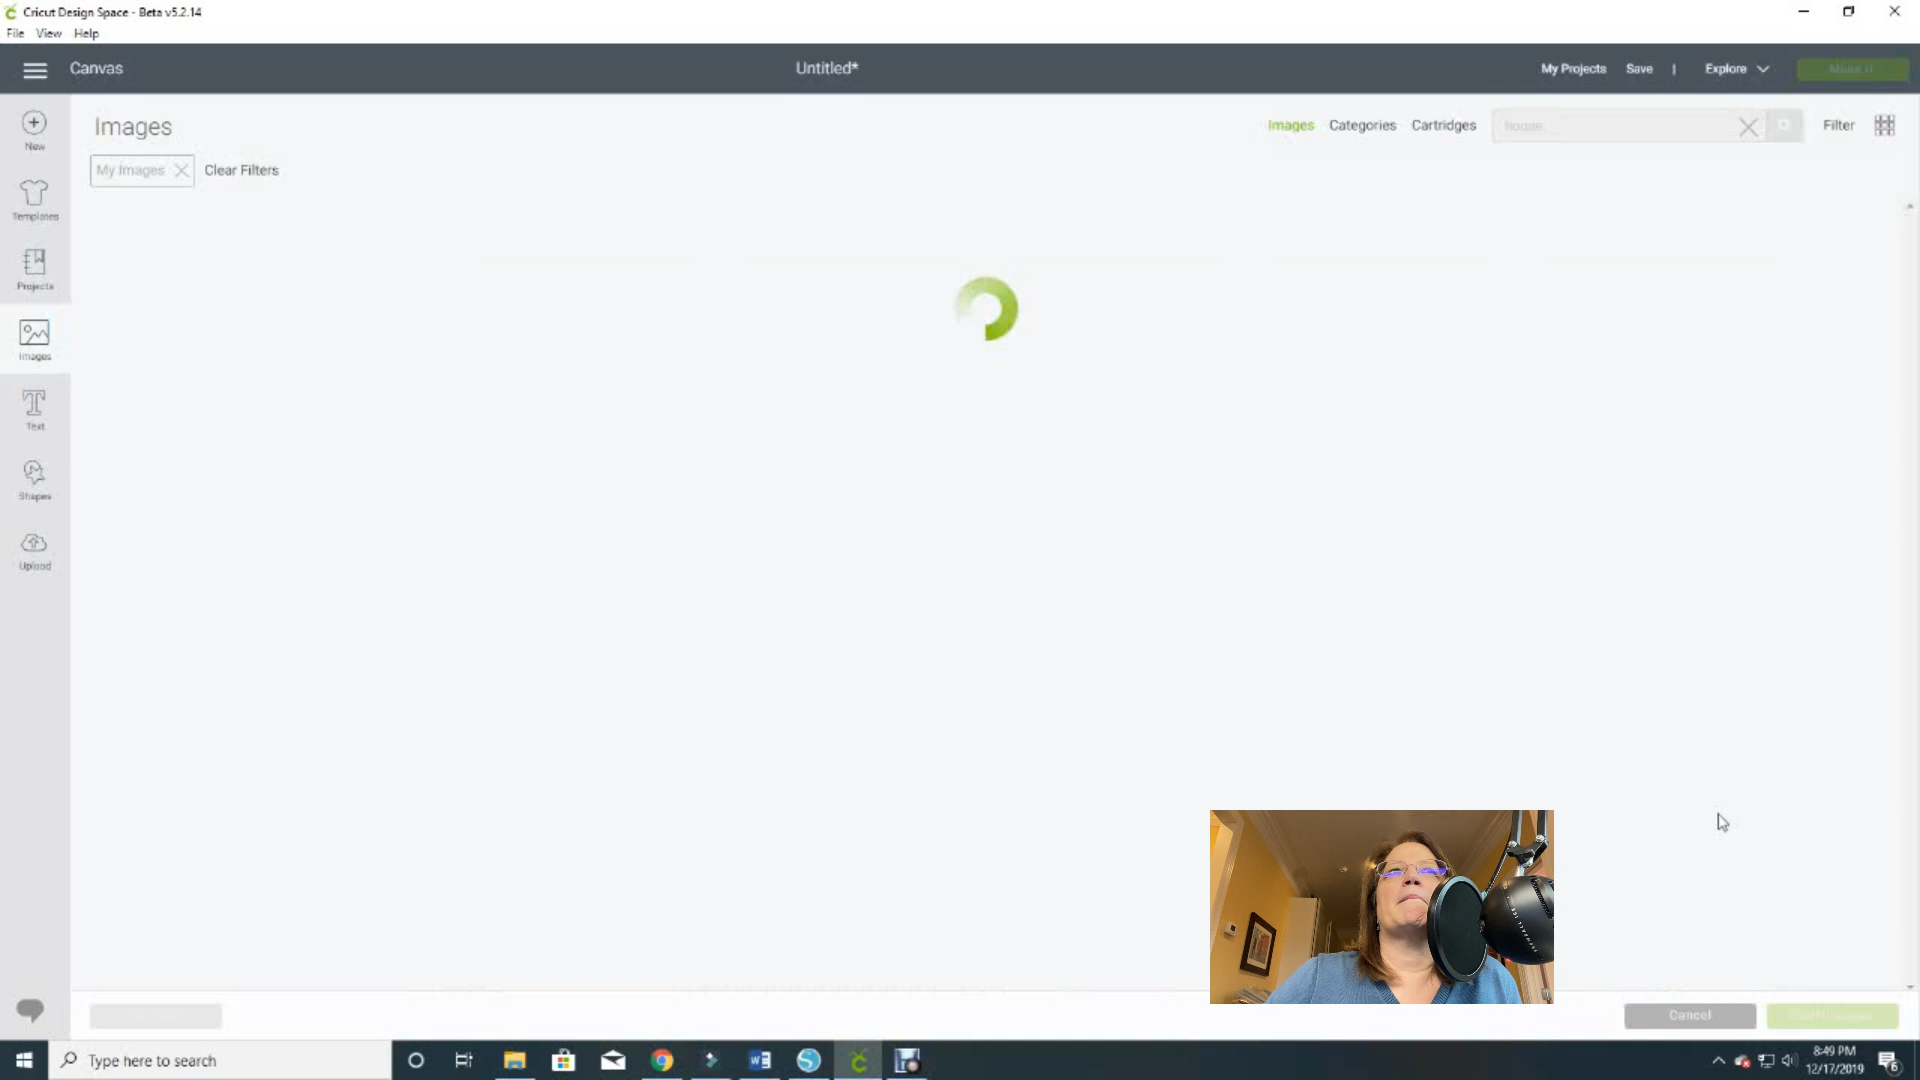 Cricut Design Space - Beta v5.2.14
File View Help
Canvas
Untitled*
My Projects Save | Explore
New
Templates
Projects
Images
Text
Shapes
Upload
Images
Images Categories Cartridges
Filter
My Images Clear Filters
Cancel
Type here to search
8:49 PM
12/17/2019
6